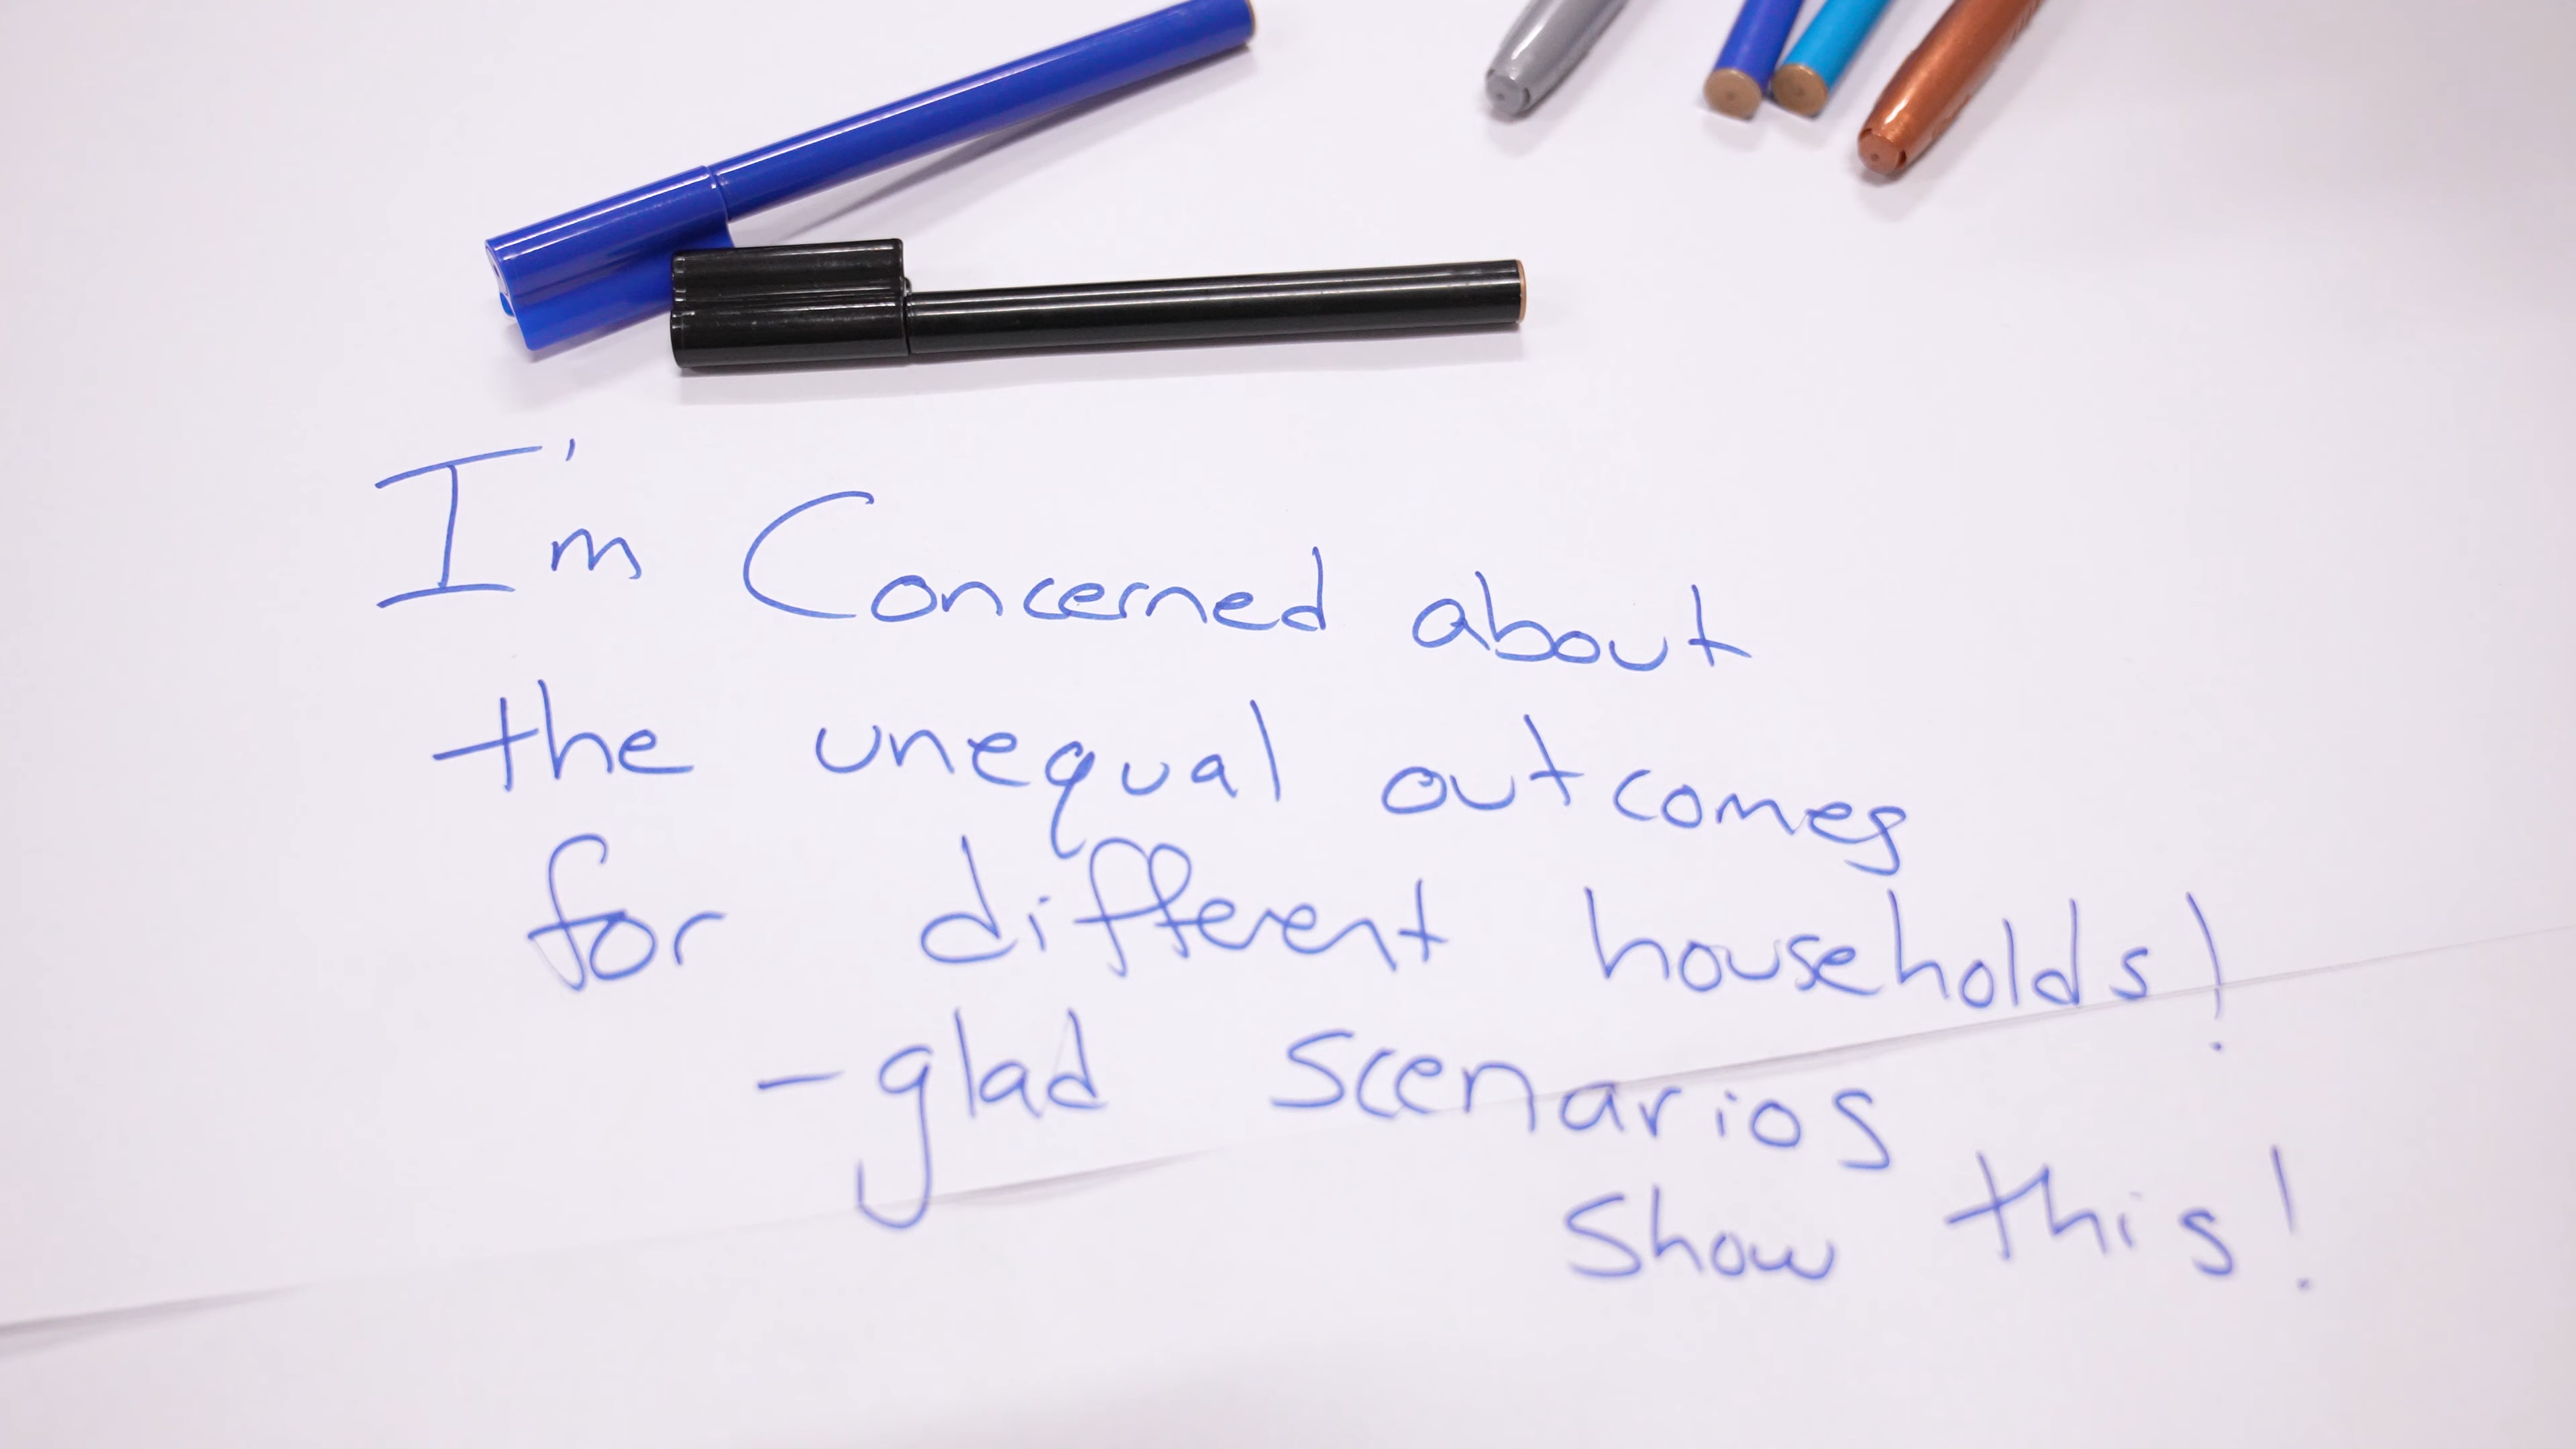 I'm Concerned about
the unequal outcomes
for different households!
- glad scenarios
show this!